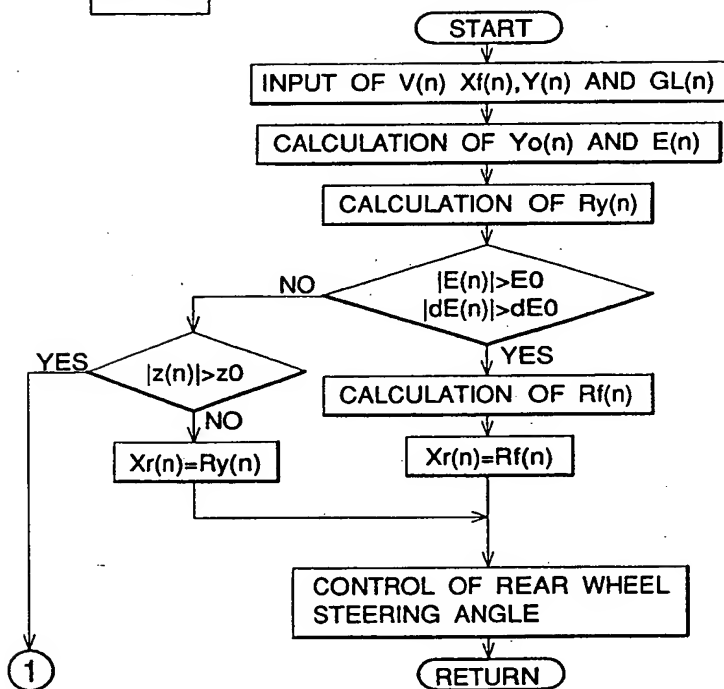 START
INPUT OF V(n) Xf(n),Y(n) AND GL(n)
CALCULATION OF Yo(n) AND E(n)
CALCULATION OF Ry(n)
|E(n)|>E0
|dE(n)|>dE0
NO
YES
|z(n)|>z0
YES
CALCULATION OF Rf(n)
NO
Xr(n)=Ry(n)
Xr(n)=Rf(n)
CONTROL OF REAR WHEEL
STEERING ANGLE
1
RETURN